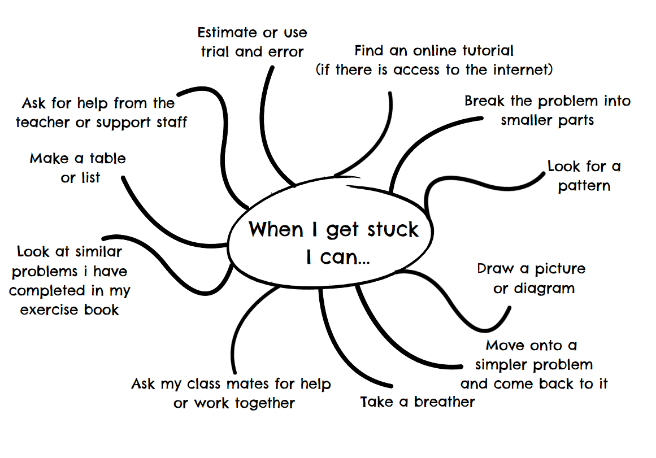 When I get stuck
I can...
Estimate or use
trial and error
Find an online tutorial
(if there is access to the internet)
Break the problem into
smaller parts
Look for a
pattern
Draw a picture
or diagram
Move onto a
simpler problem
and come back to it
Take a breather
Ask my class mates for help
or work together
Look at similar
problems i have
completed in my
exercise book
Make a table
or list
Ask for help from the
teacher or support staff